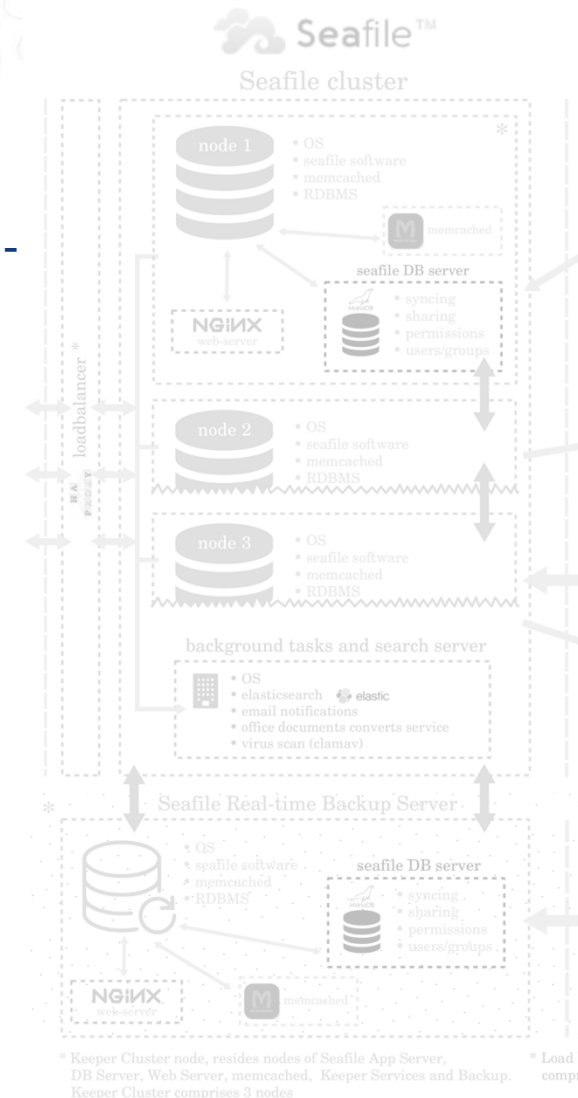 Seafile™
Seafile cluster
node 1
*
• OS
• seafile software
• memcached
• RDBMS
M
memcached
seafile DB server
NGiNX
web-server
MariaDB
• syncing
• sharing
• permissions
• users/groups
loadbalancer *
HA
PROXY
node 2
• OS
• seafile software
• memcached
• RDBMS
node 3
• OS
• seafile software
• memcached
• RDBMS
background tasks and search server
• OS
• elasticsearch elastic
• email notifications
• office documents converts service
• virus scan (clamav)
* Seafile Real-time Backup Server
• OS
• seafile software
• memcached
• RDBMS
seafile DB server
MariaDB
• syncing
• sharing
• permissions
• users/groups
NGiNX
web-server
M
memcached
* Keeper Cluster node, resides nodes of Seafile App Server,
DB Server, Web Server, memcached, Keeper Services and Backup.
Keeper Cluster comprises 3 nodes
* Load